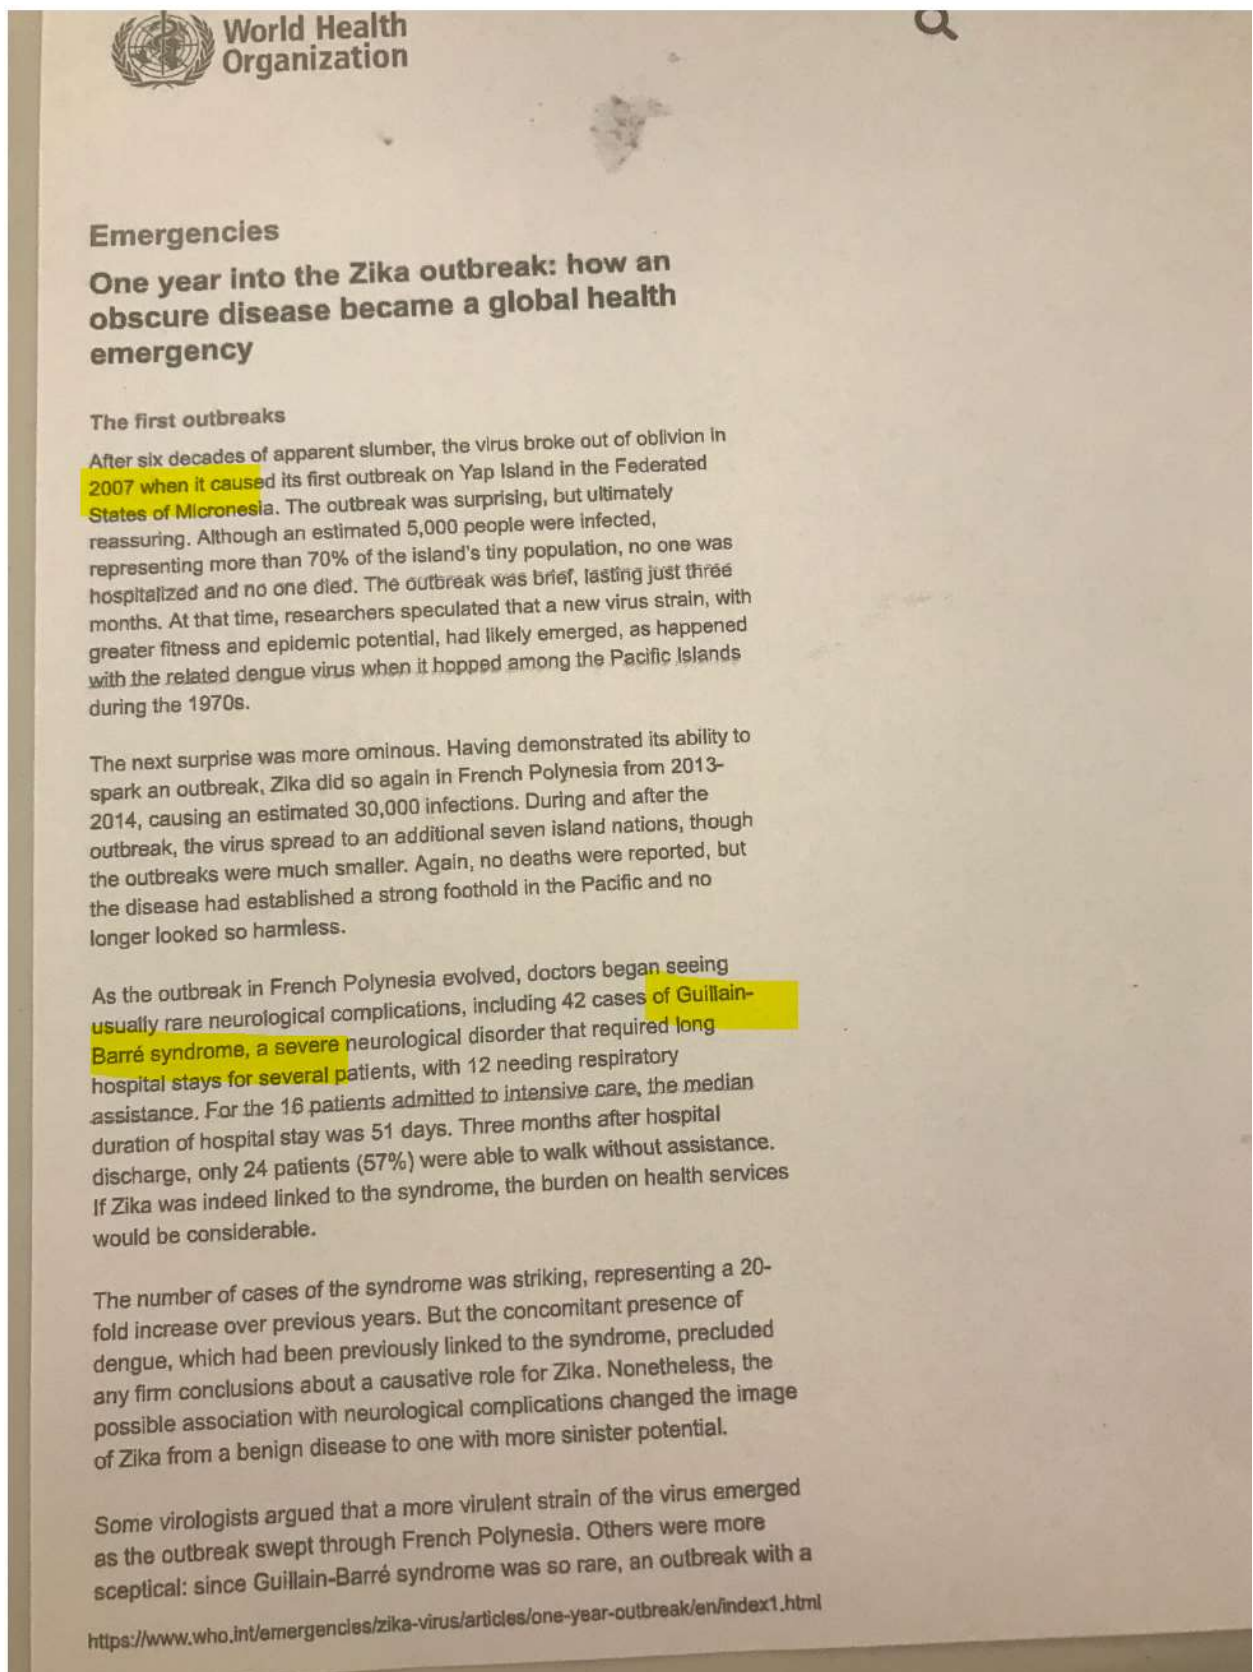 World Health
Organization
Emergencies
One year into the Zika outbreak: how an
obscure disease became a global health
emergency
The first outbreaks
After six decades of apparent slumber, the virus broke out of oblivion in
2007 when it caused its first outbreak on Yap Island in the Federated
States of Micronesia. The outbreak was surprising, but ultimately
reassuring. Although an estimated 5,000 people were infected,
representing more than 70% of the island's tiny population, no one was
hospitalized and no one died. The outbreak was brief, lasting just three
months. At that time, researchers speculated that a new virus strain, with
greater fitness and epidemic potential, had likely emerged, as happened
with the related dengue virus when it hopped among the Pacific Islands
during the 1970s.
The next surprise was more ominous. Having demonstrated its ability to
spark an outbreak, Zika did so again in French Polynesia from 2013-
2014, causing an estimated 30,000 infections. During and after the
outbreak, the virus spread to an additional seven island nations, though
the outbreaks were much smaller. Again, no deaths were reported, but
the disease had established a strong foothold in the Pacific and no
longer looked so harmless.
As the outbreak in French Polynesia evolved, doctors began seeing
usually rare neurological complications, including 42 cases of Guillain-
Barré syndrome, a severe neurological disorder that required long
hospital stays for several patients, with 12 needing respiratory
assistance. For the 16 patients admitted to intensive care, the median
duration of hospital stay was 51 days. Three months after hospital
discharge, only 24 patients (57%) were able to walk without assistance.
If Zika was indeed linked to the syndrome, the burden on health services
would be considerable.
The number of cases of the syndrome was striking, representing a 20-
fold increase over previous years. But the concomitant presence of
dengue, which had been previously linked to the syndrome, precluded
any firm conclusions about a causative role for Zika. Nonetheless, the
possible association with neurological complications changed the image
of Zika from a benign disease to one with more sinister potential.
Some virologists argued that a more virulent strain of the virus emerged
as the outbreak swept through French Polynesia. Others were more
sceptical: since Guillain-Barré syndrome was so rare, an outbreak with a
https://www.who.int/emergencies/zika-virus/articles/one-year-outbreak/en/index1.html